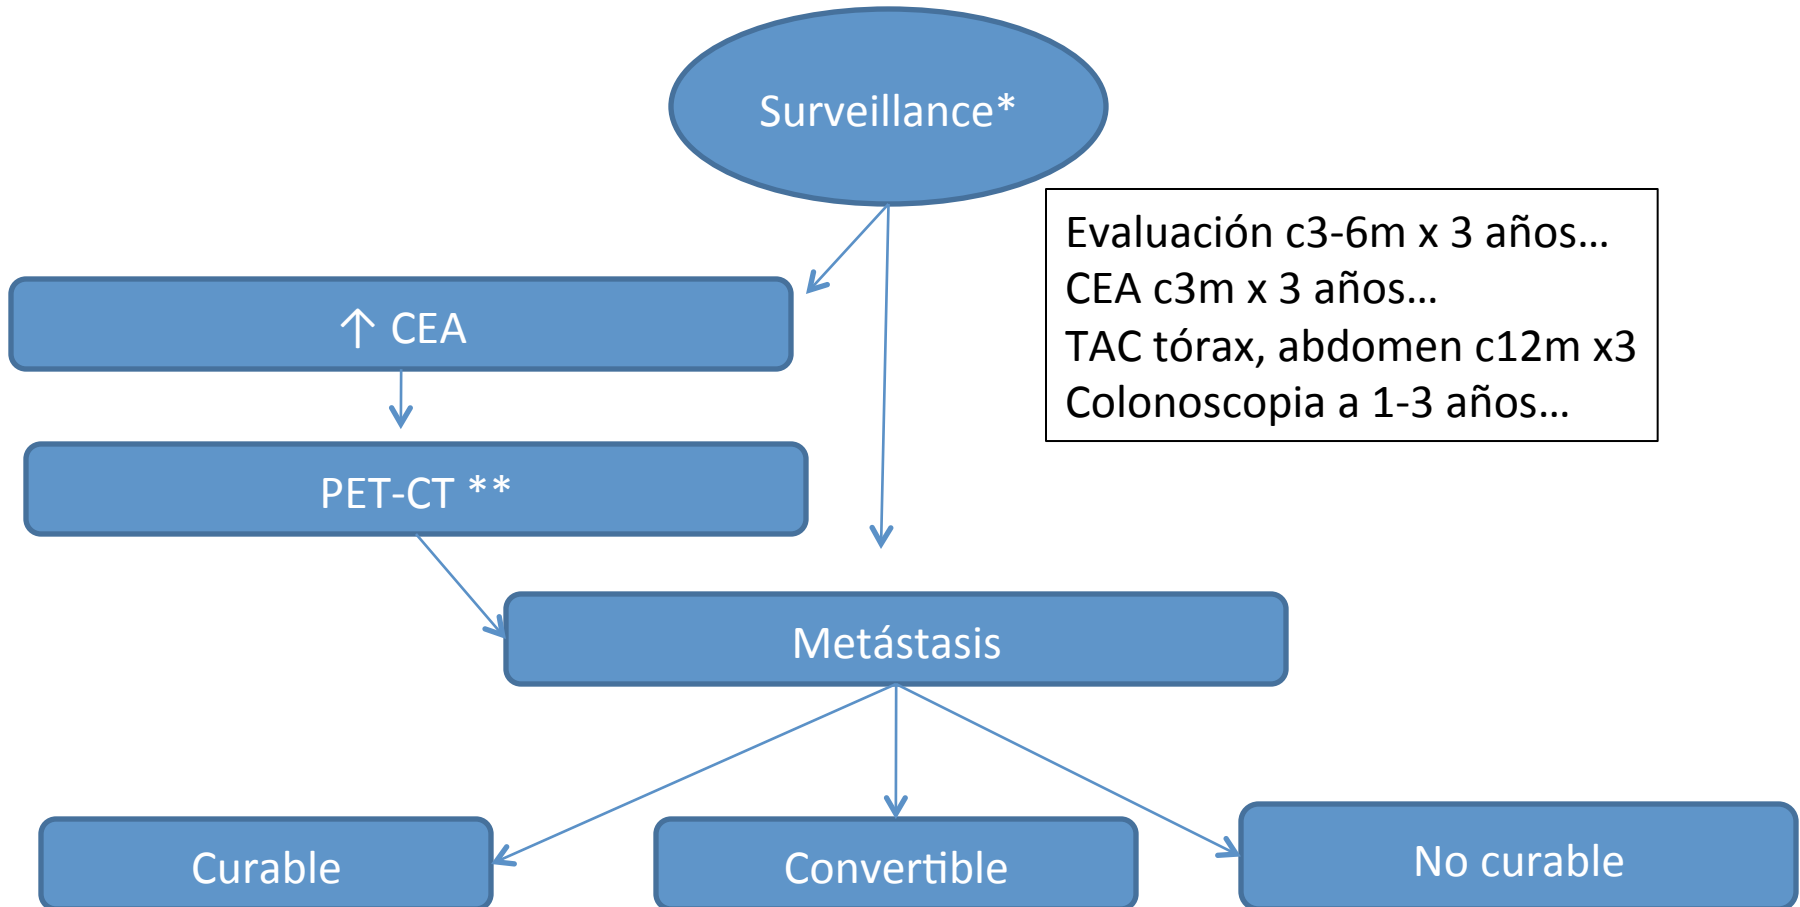 Surveillance*
Evaluación c3-6m x 3 años...
CEA c3m x 3 años...
TAC tórax, abdomen c12m x3
Colonoscopia a 1-3 años...
↑ CEA
PET-CT **
Metástasis
Curable
Convertible
No curable